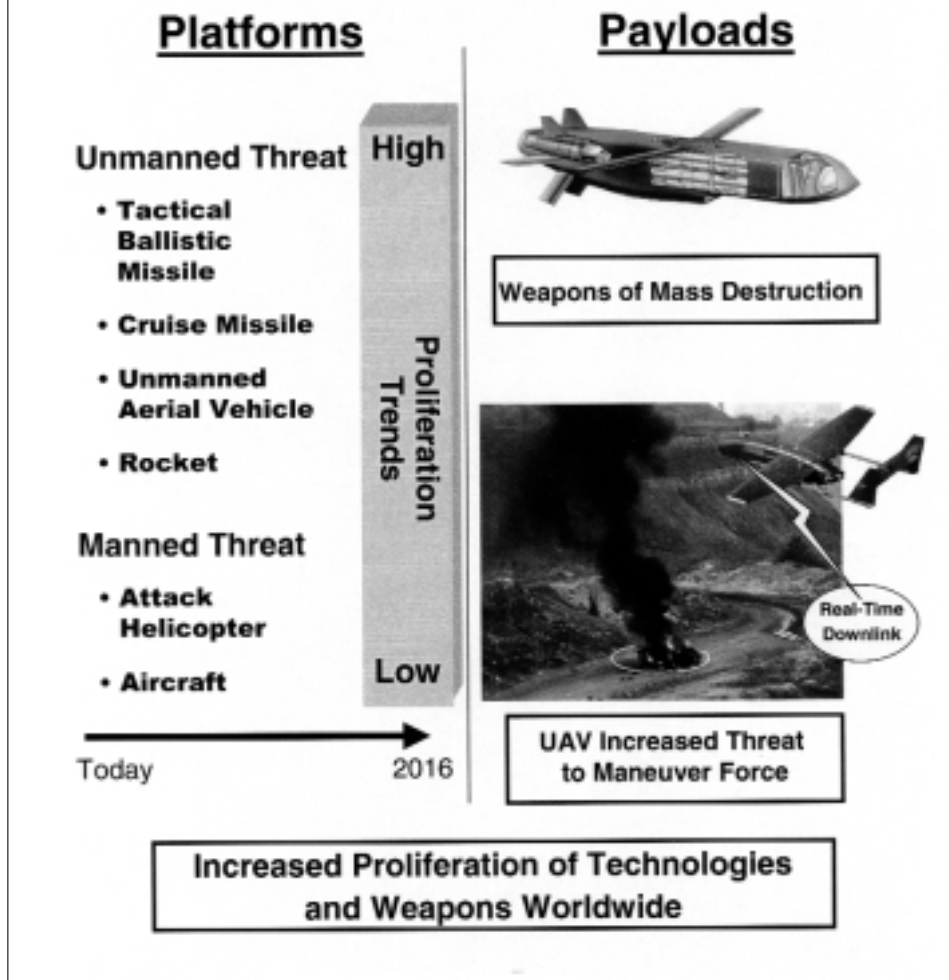 Platforms
Unmanned Threat
• Tactical
Ballistic
Missile
• Cruise Missile
• Unmanned
Aerial Vehicle
• Rocket
Manned Threat
• Attack
Helicopter
• Aircraft
High
Proliferation
Trends
Low
Today
2016
Payloads
Weapons of Mass Destruction
Real-Time
Downlink
UAV Increased Threat
to Maneuver Force
Increased Proliferation of Technologies
and Weapons Worldwide